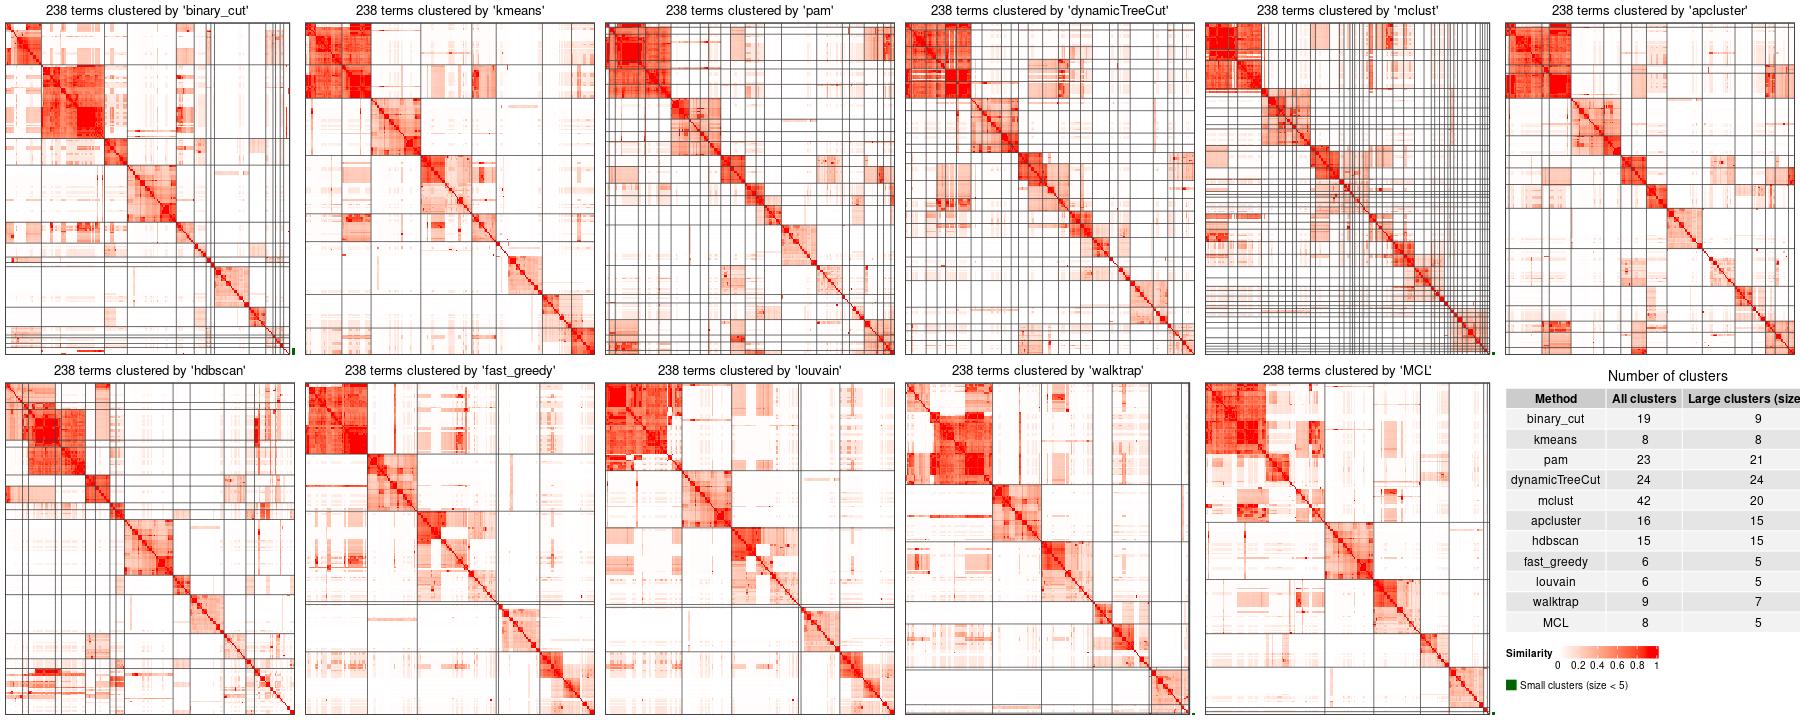 238 terms clustered by 'binary_cut'
238 terms clustered by 'kmeans'
238 terms clustered by 'pam'
238 terms clustered by 'dynamicTreeCut'
238 terms clustered by 'mclust'
238 terms clustered by 'apcluster'
238 terms clustered by 'hdbscan'
238 terms clustered by 'fast_greedy'
238 terms clustered by 'louvain'
238 terms clustered by 'walktrap'
238 terms clustered by 'MCL'
Number of clusters
Method All clusters Large clusters (size
binary_cut 19 9
kmeans 8 8
pam 23 21
dynamicTreeCut 24 24
mclust 42 20
apcluster 16 15
hdbscan 15 15
fast_greedy 6 5
louvain 6 5
walktrap 9 7
MCL 8 5
Similarity
0 0.2 0.4 0.6 0.8 1
Small clusters (size < 5)